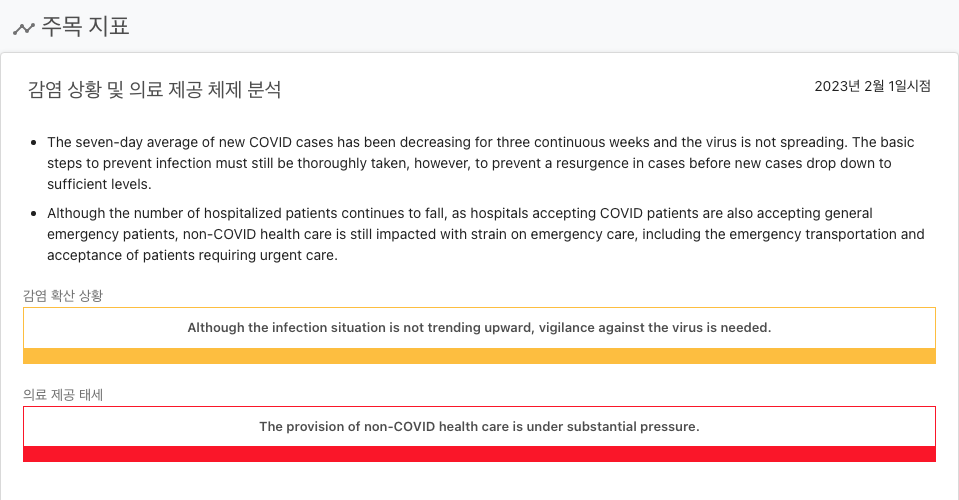 주목 지표
감염 상황 및 의료 제공 체제 분석
2023년 2월 1일시점
• The seven-day average of new COVID cases has been decreasing for three continuous weeks and the virus is not spreading. The basic
steps to prevent infection must still be thoroughly taken, however, to prevent a resurgence in cases before new cases drop down to
sufficient levels.
• Although the number of hospitalized patients continues to fall, as hospitals accepting COVID patients are also accepting general
emergency patients, non-COVID health care is still impacted with strain on emergency care, including the emergency transportation and
acceptance of patients requiring urgent care.
감염 확산 상황
Although the infection situation is not trending upward, vigilance against the virus is needed.
의료 제공 태세
The provision of non-COVID health care is under substantial pressure.